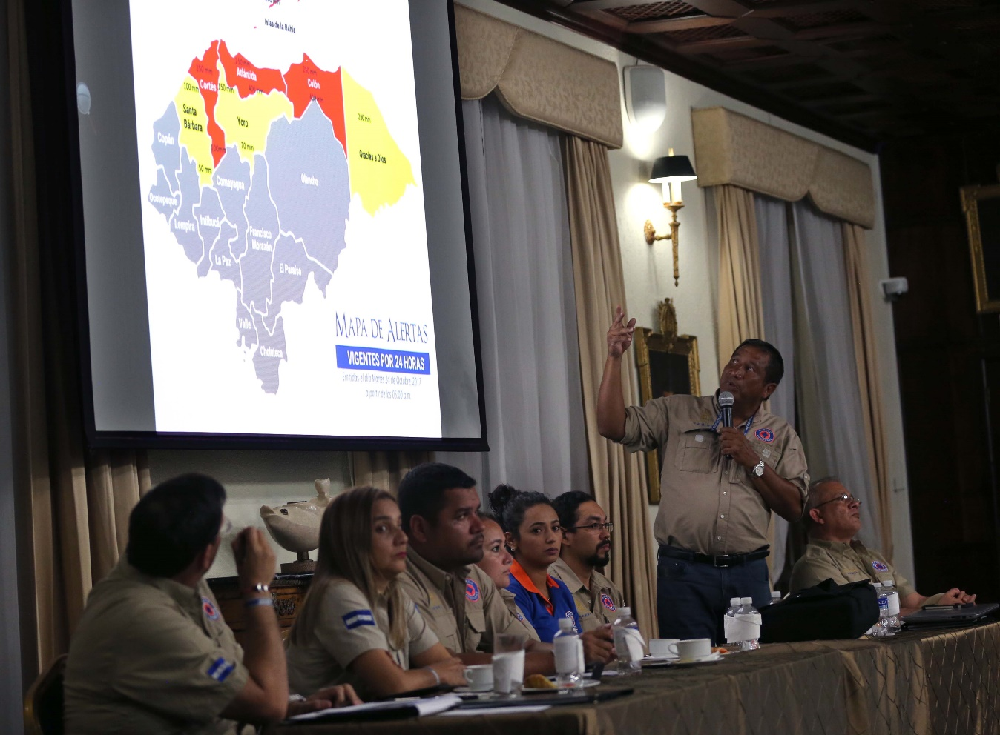 Islas de la Bahía
Atlántida
150 mm
Colón
Cortés
100 mm
150 mm
Santa
Bárbara
Yoro
200 mm
Copán
70 mm
Gracias a Dios
50 mm
Comayagua
Olancho
Ocotepeque
Lempira
Intibucá
Francisco
Morazán
La Paz
El Paraíso
Valle
Choluteca
MAPA DE ALERTAS
VIGENTES POR 24 HORAS
Emitidas el día Martes 24 de Octubre, 2017
a partir de las 05:00 p.m.